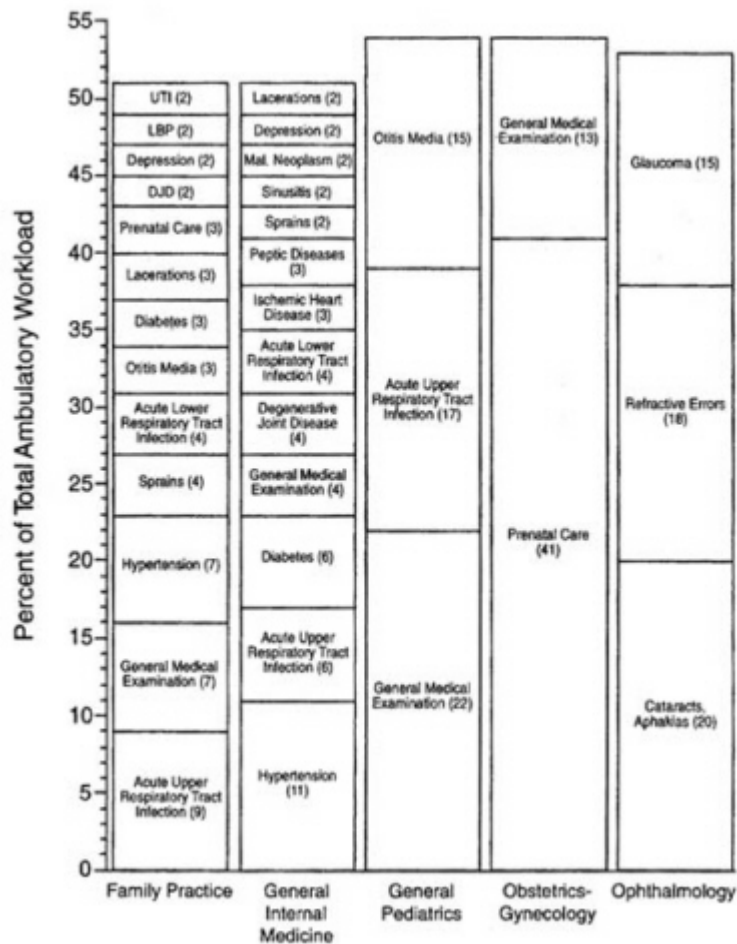 Percent of Total Ambulatory Workload
55
50
45
40
35
30
25
20
15
10
5
0
UTI (2)
LBP (2)
Depression (2)
DJD (2)
Prenatal Care (3)
Lacerations (3)
Diabetes (3)
Otitis Media (3)
Acute Lower
Respiratory Tract
Infection (4)
Sprains (4)
Hypertension (7)
General Medical
Examination (7)
Acute Upper
Respiratory Tract
Infection (9)
Family Practice
Lacerations (2)
Depression (2)
Mal. Neoplasm (2)
Sinusitis (2)
Sprains (2)
Peptic Diseases
(3)
Ischemic Heart
Disease (3)
Acute Lower
Respiratory Tract
Infection (4)
Degenerative
Joint Disease
(4)
General Medical
Examination (4)
Diabetes (6)
Acute Upper
Respiratory Tract
Infection (6)
Hypertension
(11)
General
Internal
Medicine
Otitis Media (15)
Acute Upper
Respiratory Tract
Infection (17)
General Medical
Examination (22)
General
Pediatrics
General Medical
Examination (13)
Prenatal Care
(41)
Obstetrics-
Gynecology
Glaucoma (15)
Refractive Errors
(18)
Cataracts,
Aphakias (20)
Ophthalmology